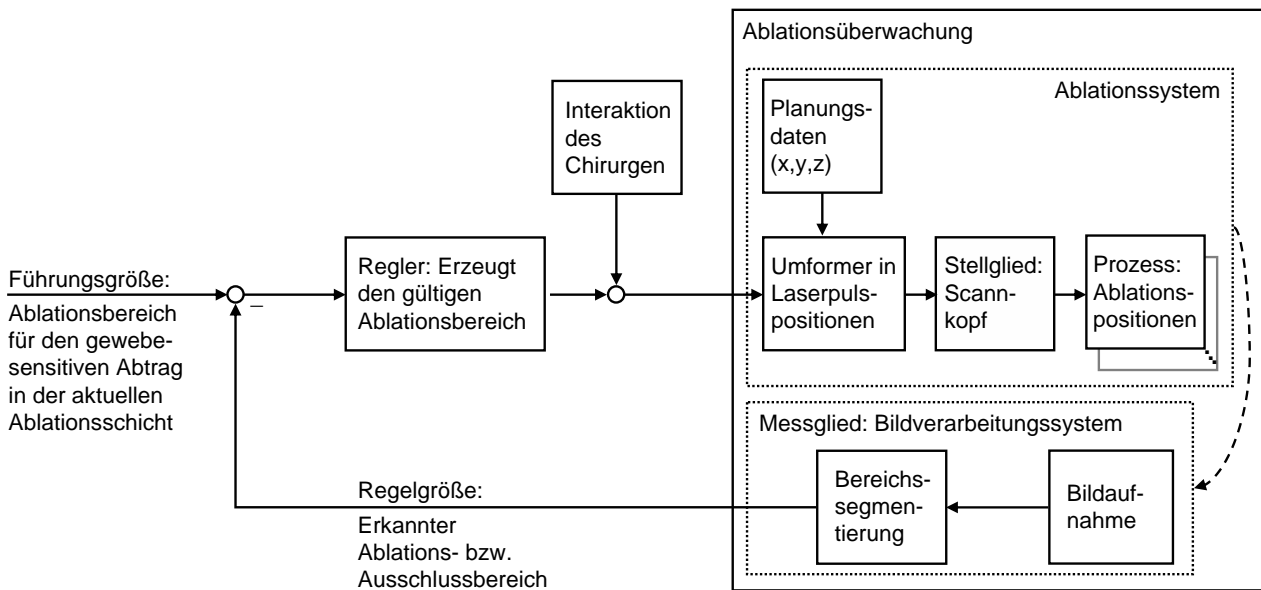 Ablationsüberwachung
Ablationssystem
Interaktion
des
Chirurgen
Planungs-
daten
(x,y,z)
Führungsgröße:
Ablationsbereich
für den gewebe-
sensitiven Abtrag
in der aktuellen
Ablationsschicht
_
Regler: Erzeugt
den gültigen
Ablationsbereich
Umformer in
Laserpuls-
positionen
Stellglied:
Scann-
kopf
Prozess:
Ablations-
positionen
Messglied: Bildverarbeitungssystem
Bereichs-
segmen-
tierung
Bildauf-
nahme
Regelgröße:
Erkannter
Ablations- bzw.
Ausschlussbereich